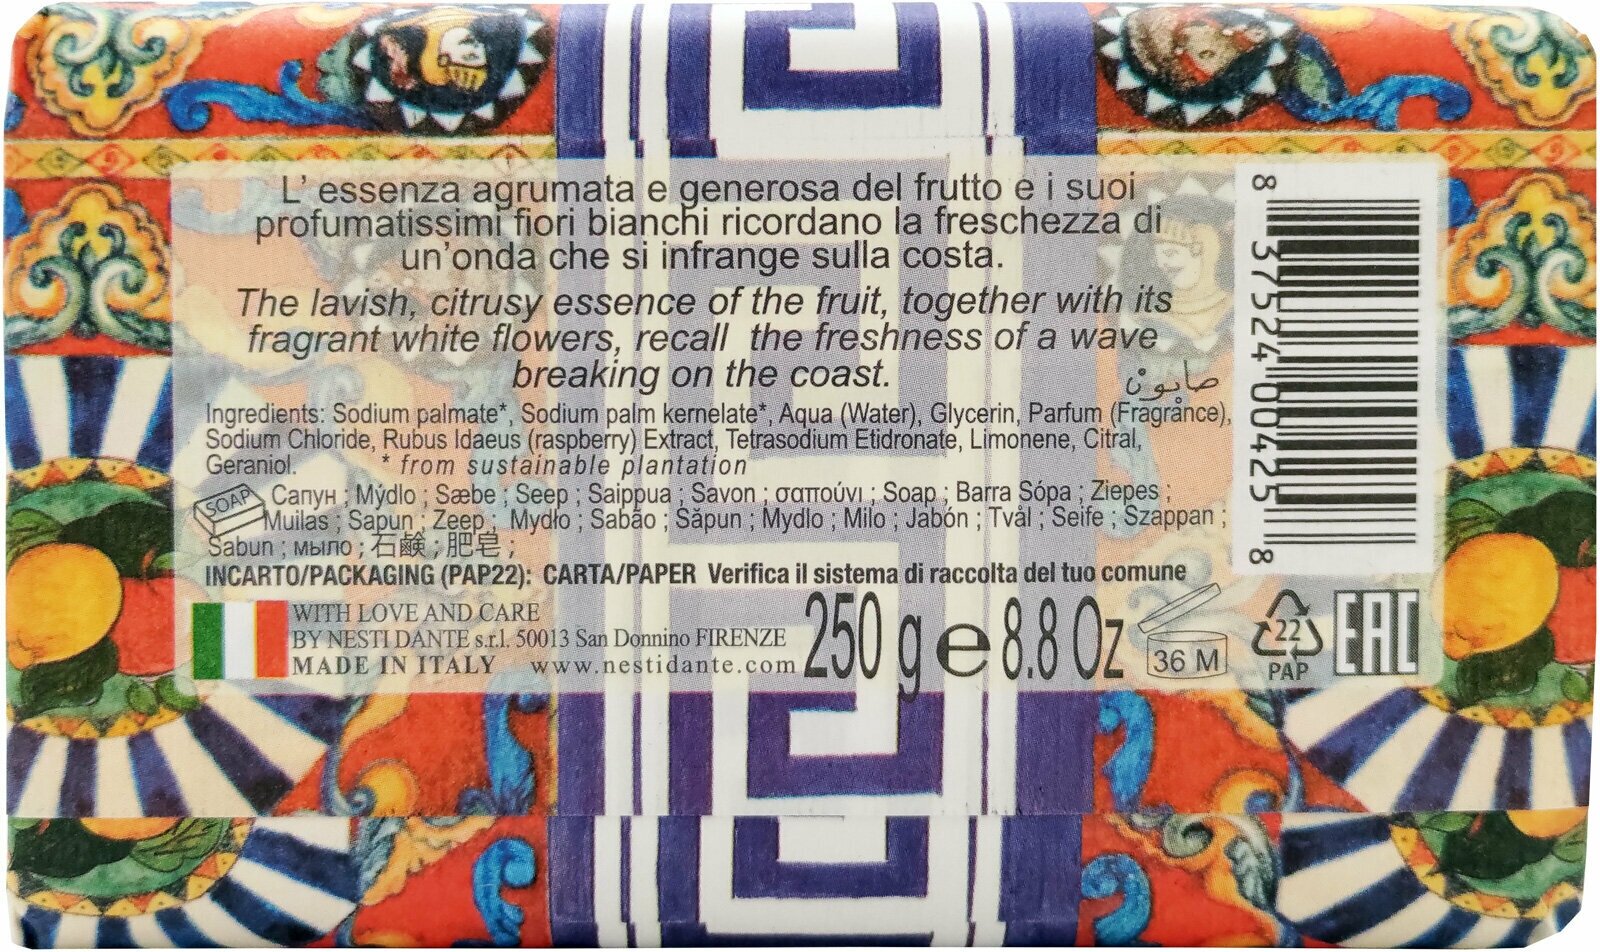 L'essenza agrumata e generosa del frutto e i suoi
profumatissimi fiori bianchi ricordano la freschezza di
un'onda che si infrange sulla costa.
The lavish, citrusy essence of the fruit, together with its
fragrant white flowers, recall the freshness of a wave
breaking on the coast.
صابون
Ingredients: Sodium palmate*, Sodium palm kernelate*, Aqua (Water), Glycerin, Parfum (Fragrance),
Sodium Chloride, Rubus Idaeus (raspberry) Extract, Tetrasodium Etidronate, Limonene, Citral,
Geraniol. * from sustainable plantation
SOAP
Сапун ; Mýdlo ; Sæbe ; Seep ; Saippua ; Savon ; σαπούνι ; Soap ; Barra Sópa ; Ziepes ;
Muilas ; Sapun ; Zeep ; Mydło ; Sabão ; Săpun ; Mydlo ; Milo ; Jabón ; Tvål ; Seife ; Szappan ;
Sabun ; мыло ; 石鹸 ; 肥皂 ;
INCARTO/PACKAGING (PAP22): CARTA/PAPER Verifica il sistema di raccolta del tuo comune
WITH LOVE AND CARE
BY NESTI DANTE s.r.l. 50013 San Donnino FIRENZE
MADE IN ITALY www.nestidante.com
250 g e 8.8 Oz
36 M
22
PAP
EAC
8 375240 004258